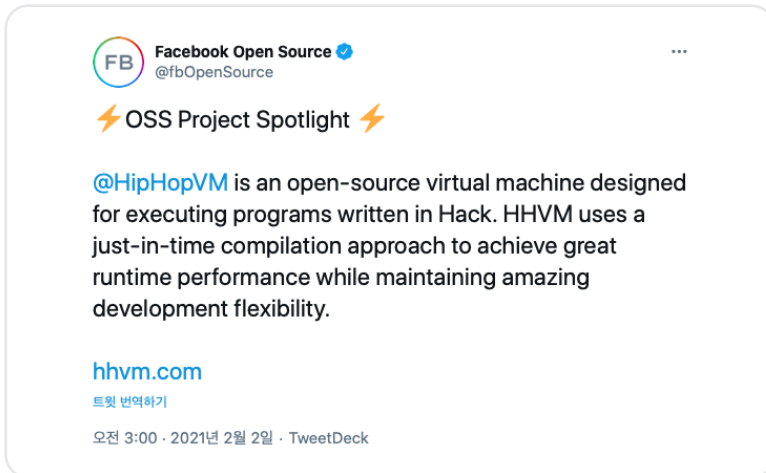 FB
Facebook Open Source
@fbOpenSource
⚡OSS Project Spotlight ⚡
@HipHopVM is an open-source virtual machine designed
for executing programs written in Hack. HHVM uses a
just-in-time compilation approach to achieve great
runtime performance while maintaining amazing
development flexibility.
hhvm.com
트윗 번역하기
오전 3:00 · 2021년 2월 2일 · TweetDeck